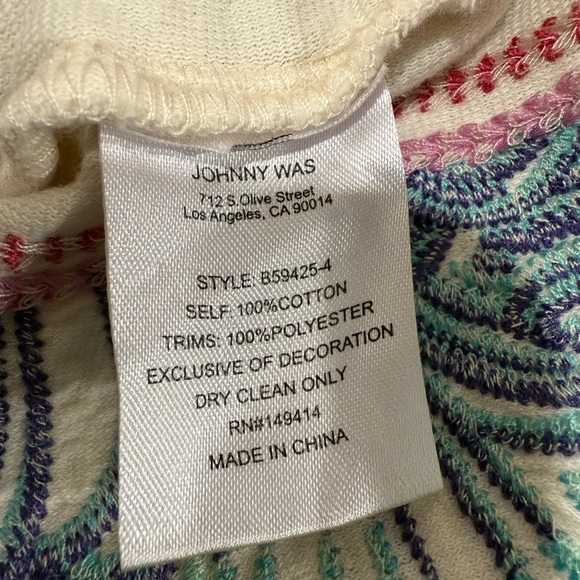 JOHNNY WAS
712 S.Olive Street
Los Angeles, CA 90014
STYLE: B59425-4
SELF: 100%COTTON
TRIMS: 100%POLYESTER
EXCLUSIVE OF DECORATION
DRY CLEAN ONLY
RN#149414
MADE IN CHINA